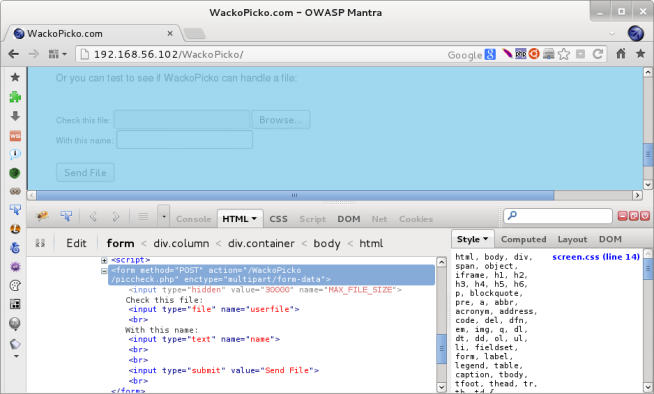 WackoPicko.com - OWASP Mantra
WackoPicko.com
192.168.56.102/WackoPicko/
Google
Or you can test to see if WackoPicko can handle a file:
Check this file: Browse...
With this name:
Send File
Console HTML CSS Script DOM Net Cookies
Edit form < div.column < div.container < body < html
Style Computed Layout DOM
<script>
<form method="POST" action="/WackoPicko
/piccheck.php" enctype="multipart/form-data">
<input type="hidden" value="30000" name="MAX_FILE_SIZE">
Check this file:
<input type="file" name="userfile">
<br>
With this name:
<input type="text" name="name">
<br>
<br>
<input type="submit" value="Send File">
<br>
</form>
html, body, div, screen.css (line 14)
span, object,
iframe, h1, h2,
h3, h4, h5, h6,
p, blockquote,
pre, a, abbr,
acronym, address,
code, del, dfn,
em, img, q, dl,
dt, dd, ol, ul,
li, fieldset,
form, label,
legend, table,
caption, tbody,
tfoot, thead, tr,
th, td {